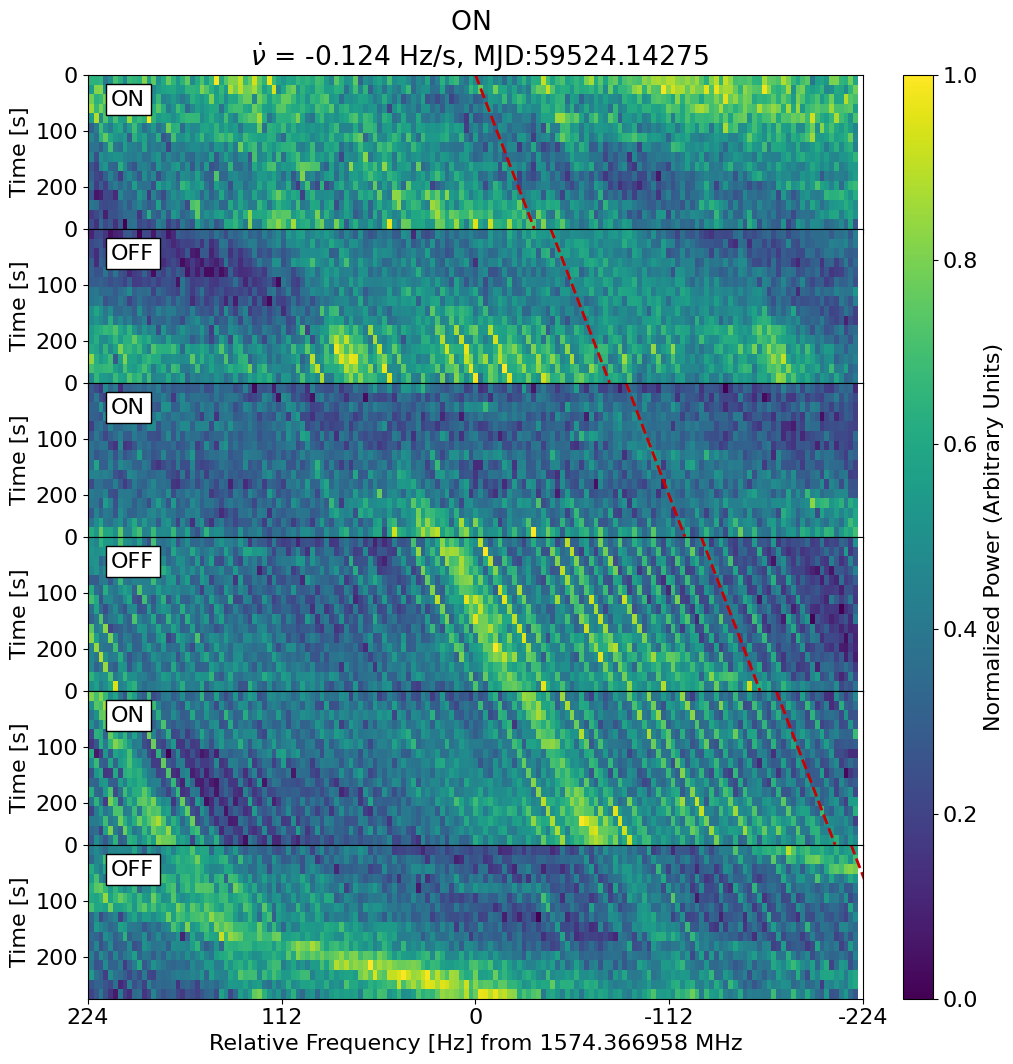 ON
ν̇ = -0.124 Hz/s, MJD:59524.14275
0
ON
100
Time [s]
200
0
OFF
100
Time [s]
200
0
ON
100
Time [s]
200
0
OFF
100
Time [s]
200
0
ON
100
Time [s]
200
0
OFF
100
Time [s]
200
224 112 0 -112 -224
Relative Frequency [Hz] from 1574.366958 MHz
1.0
0.8
0.6
0.4
0.2
0.0
Normalized Power (Arbitrary Units)